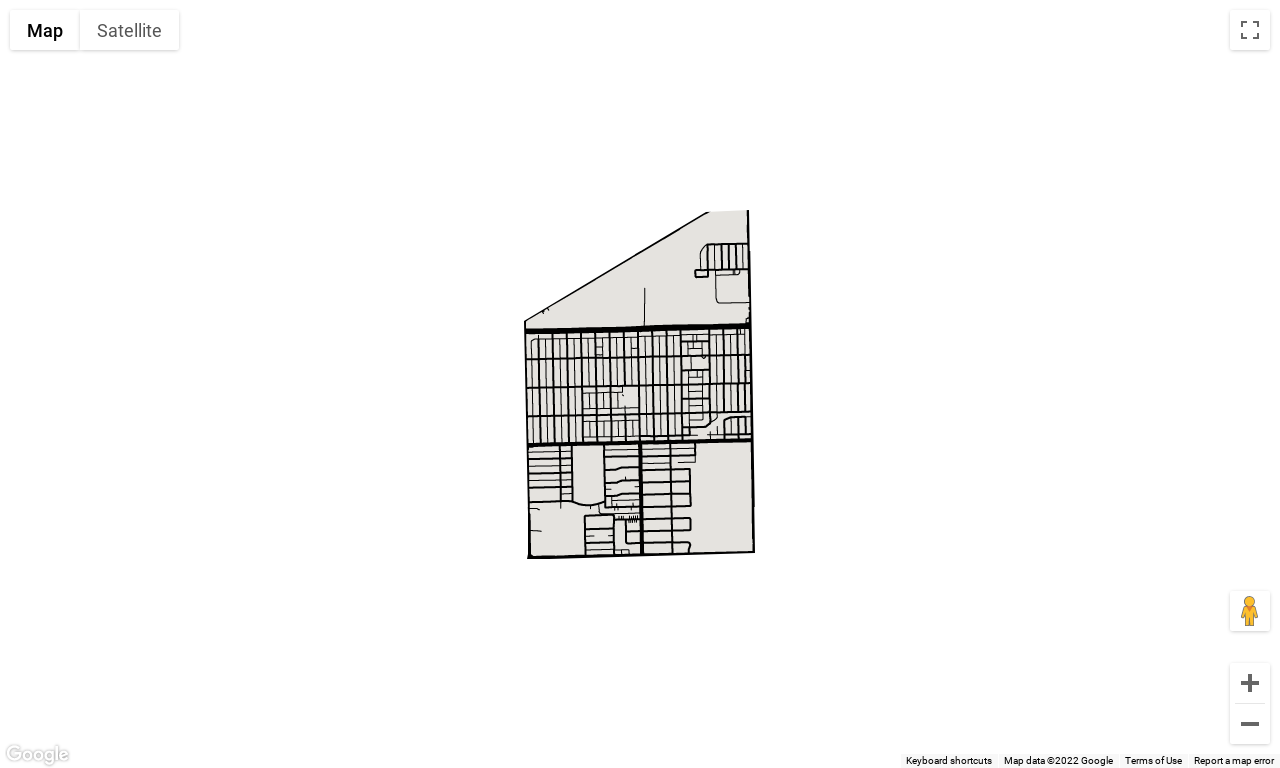 Map Satellite
Google
Keyboard shortcuts Map data ©2022 Google Terms of Use Report a map error